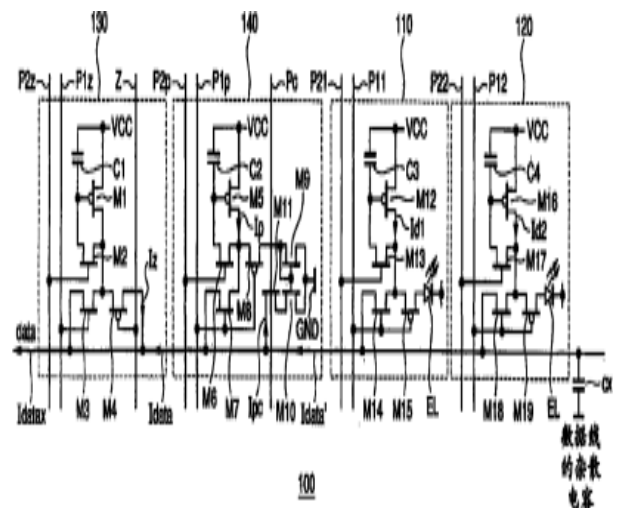 130 140 110 120
P2z P1z Z P2p P1p Pc P21 P11 P22 P12
VCC VCC VCC VCC
C1 C2 M9 C3 C4
M1 M5 M11 M12 M16
Ip Id1 Id2
M2 Iz M13 M17
M8
GND
data
Idatax M3 M4 Idata M6 M7 Ipc M10 Idata' M14 M15 EL M18 M19 EL CX
数据线
的杂散
电容
100